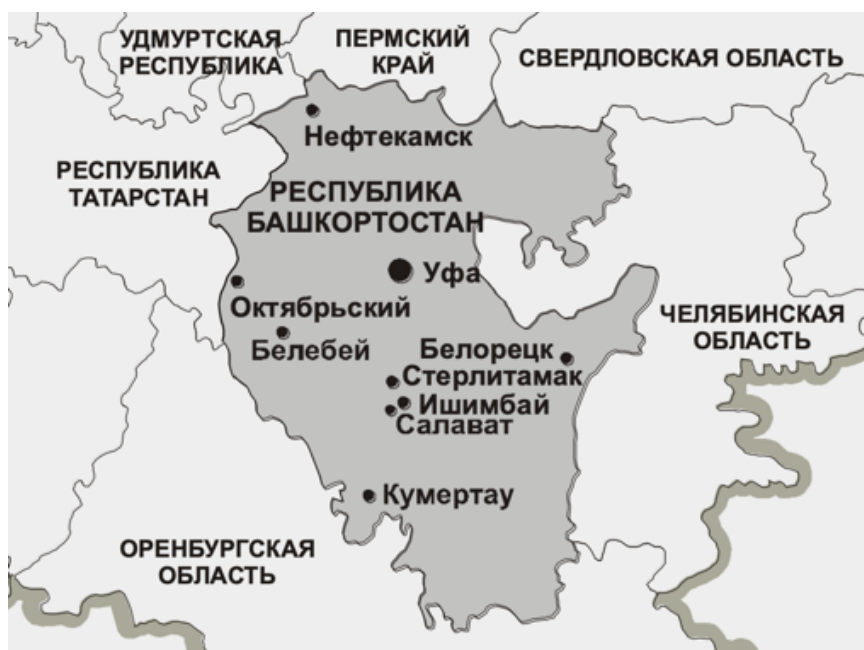 УДМУРТСКАЯ
РЕСПУБЛИКА
ПЕРМСКИЙ
КРАЙ
СВЕРДЛОВСКАЯ ОБЛАСТЬ
Нефтекамск
РЕСПУБЛИКА
ТАТАРСТАН
РЕСПУБЛИКА
БАШКОРТОСТАН
Уфа
Октябрьский
ЧЕЛЯБИНСКАЯ
ОБЛАСТЬ
Белебей
Белорецк
Стерлитамак
Ишимбай
Салават
Кумертау
ОРЕНБУРГСКАЯ
ОБЛАСТЬ